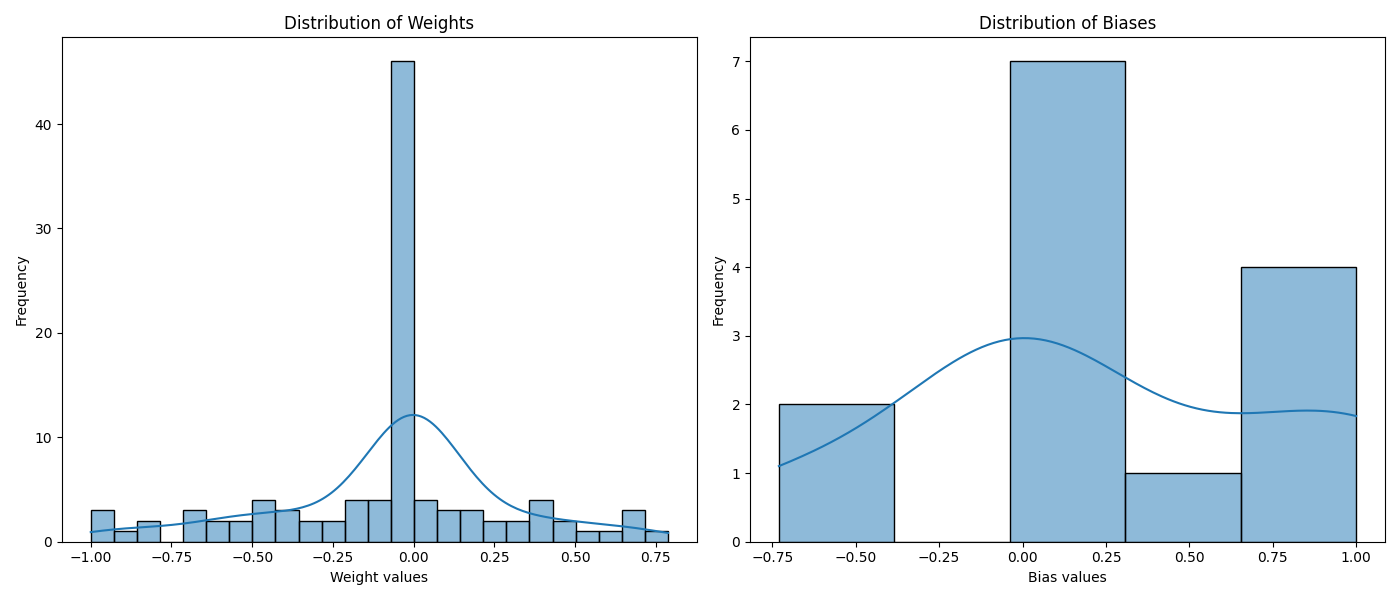 Distribution of Weights
Frequency
40
30
20
10
0
−1.00 −0.75 −0.50 −0.25 0.00 0.25 0.50 0.75
Weight values
Distribution of Biases
Frequency
7
6
5
4
3
2
1
0
−0.75 −0.50 −0.25 0.00 0.25 0.50 0.75 1.00
Bias values